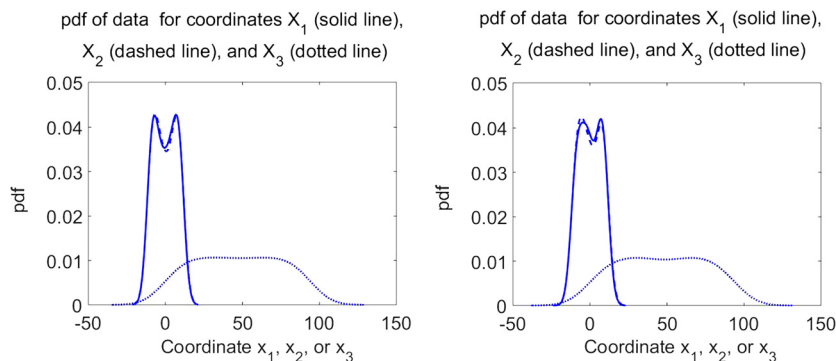 pdf of data for coordinates X1 (solid line),
X2 (dashed line), and X3 (dotted line)
0.05
0.04
0.03
0.02
0.01
0
-50
0
50
100
150
pdf
Coordinate x1, x2, or x3
pdf of data for coordinates X1 (solid line),
X2 (dashed line), and X3 (dotted line)
0.05
0.04
0.03
0.02
0.01
0
-50
0
50
100
150
pdf
Coordinate x1, x2, or x3